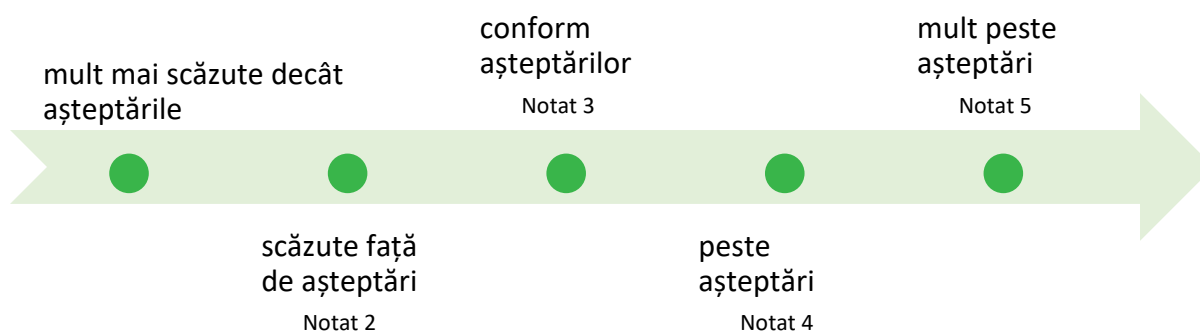 mult mai scăzute decât
așteptările
scăzute față
de așteptări
Notat 2
conform
așteptărilor
Notat 3
peste
așteptări
Notat 4
mult peste
așteptări
Notat 5